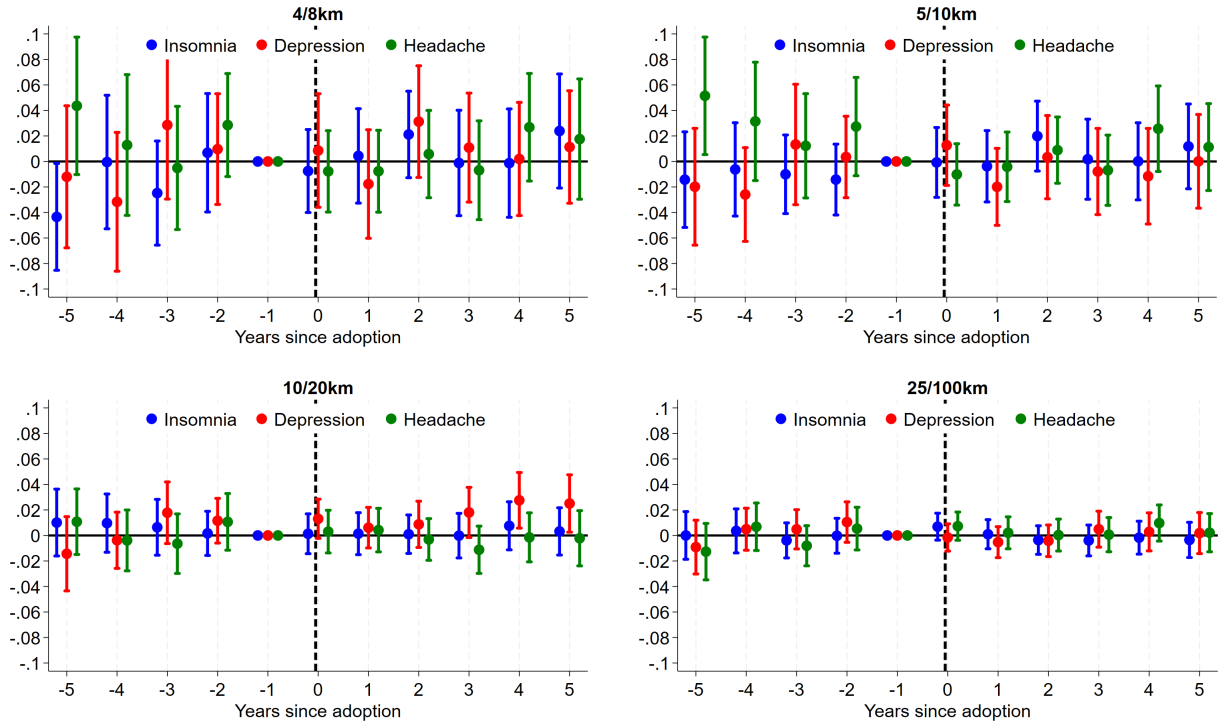 4/8km
Insomnia Depression Headache
.1
.08
.06
.04
.02
0
-.02
-.04
-.06
-.08
-.1
-5 -4 -3 -2 -1 0 1 2 3 4 5
Years since adoption
5/10km
Insomnia Depression Headache
.1
.08
.06
.04
.02
0
-.02
-.04
-.06
-.08
-.1
-5 -4 -3 -2 -1 0 1 2 3 4 5
Years since adoption
10/20km
Insomnia Depression Headache
.1
.08
.06
.04
.02
0
-.02
-.04
-.06
-.08
-.1
-5 -4 -3 -2 -1 0 1 2 3 4 5
Years since adoption
25/100km
Insomnia Depression Headache
.1
.08
.06
.04
.02
0
-.02
-.04
-.06
-.08
-.1
-5 -4 -3 -2 -1 0 1 2 3 4 5
Years since adoption